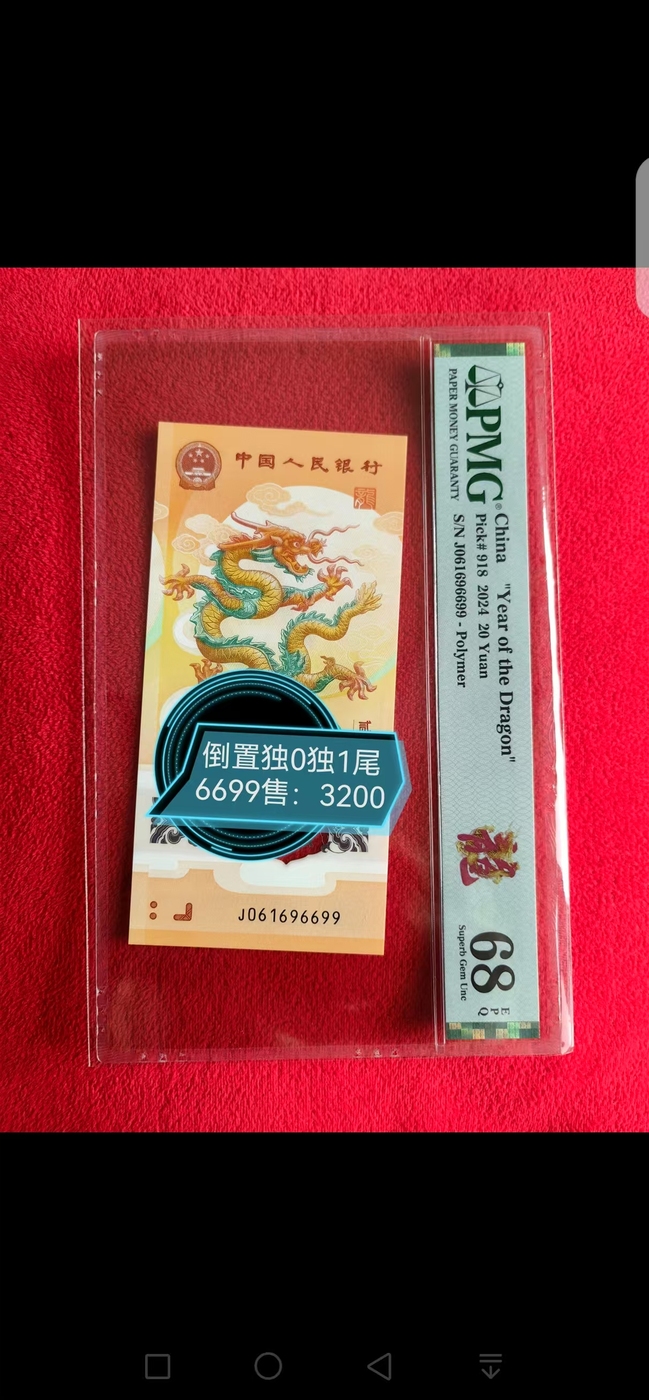 中国人民银行
倒置独0独1尾
6699售：3200
J061696699
PMG®
PAPER MONEY GUARANTY
China "Year of the Dragon"
Pick# 918 2024 20 Yuan
S/N J061696699 - Polymer
龍
68
EPQ
Superb Gem Unc